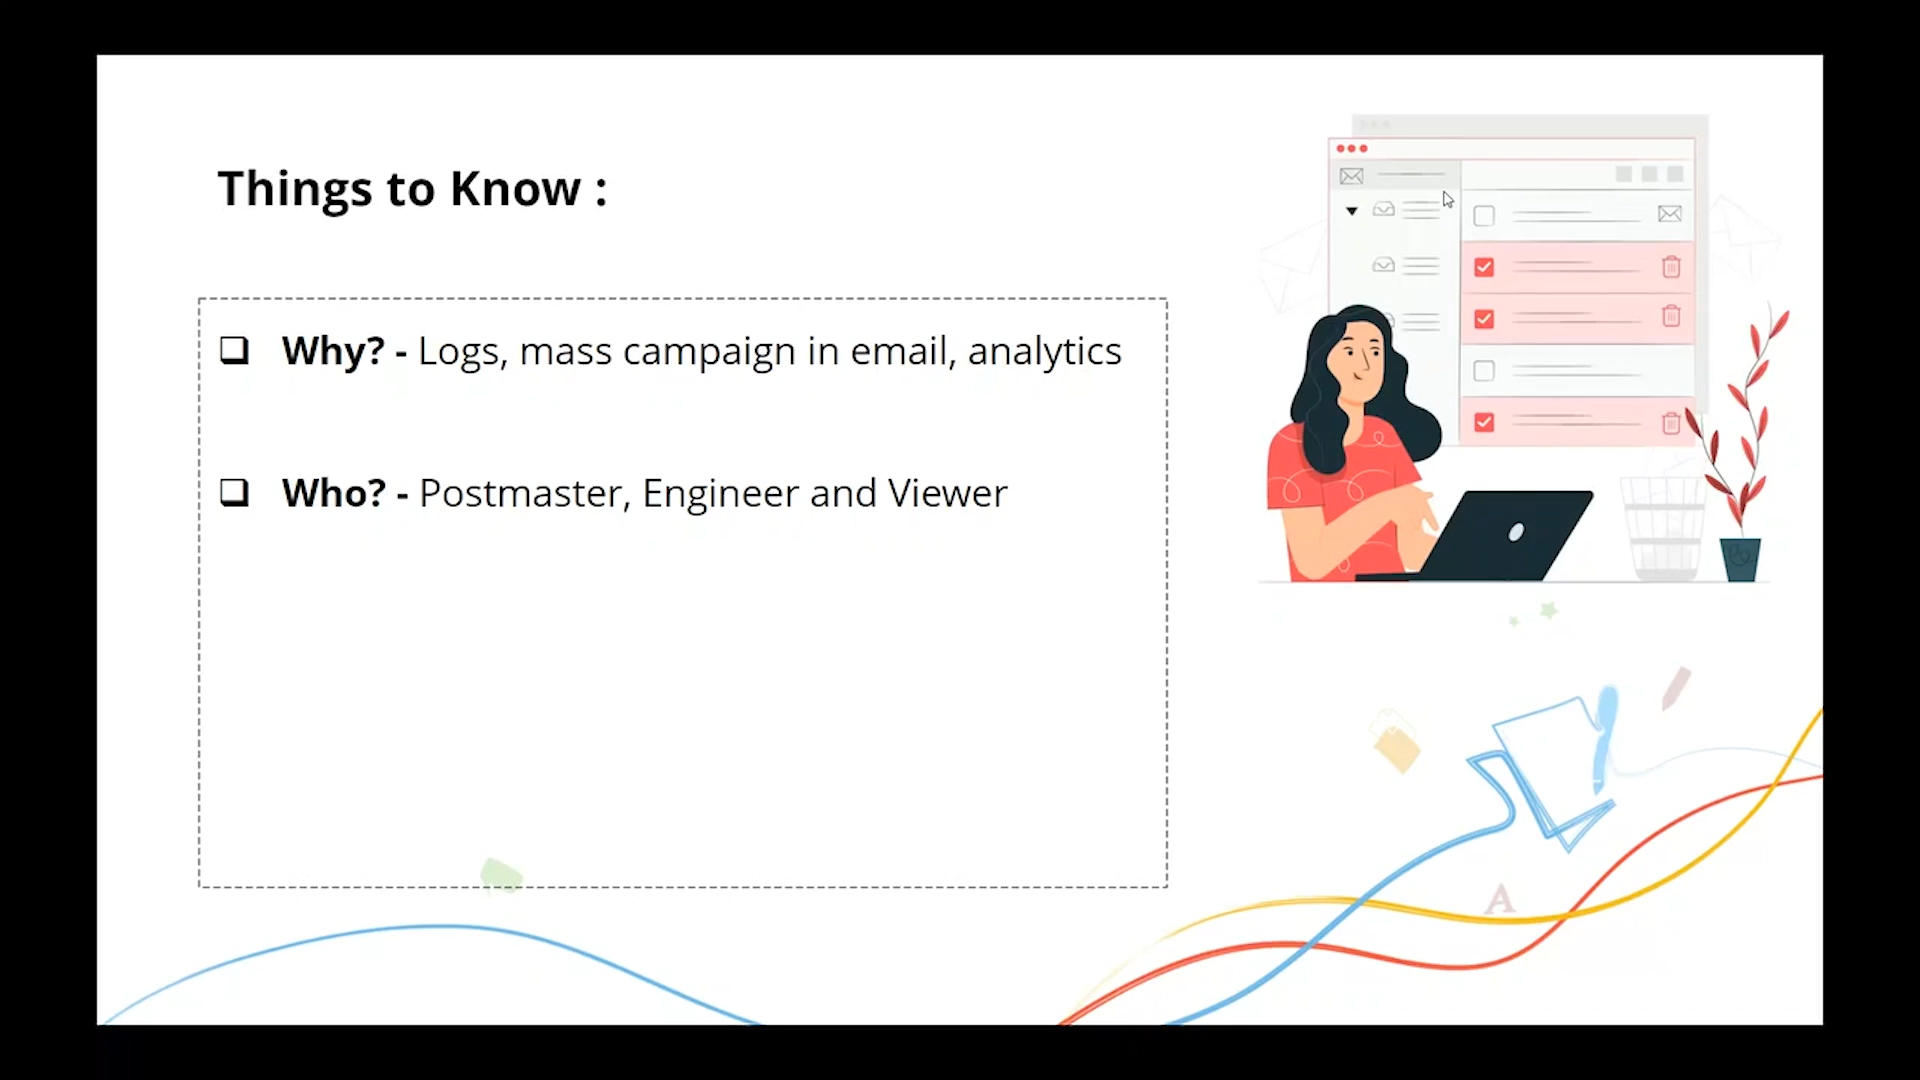 Things to Know :
Why? - Logs, mass campaign in email, analytics
Who? - Postmaster, Engineer and Viewer
A